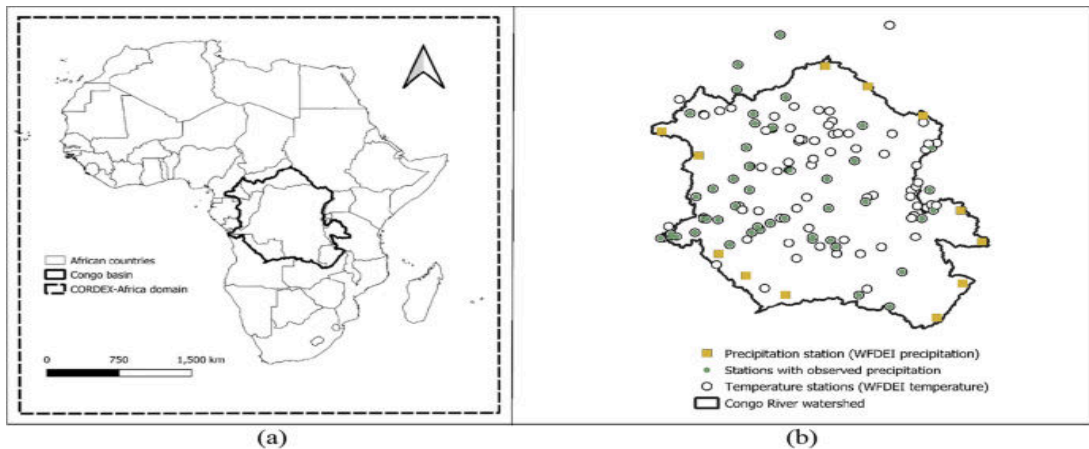 African countries
Congo basin
CORDEX-Africa domain
0 750 1,500 km
(a)
Precipitation station (WFDEI precipitation)
Stations with observed precipitation
Temperature stations (WFDEI temperature)
Congo River watershed
(b)